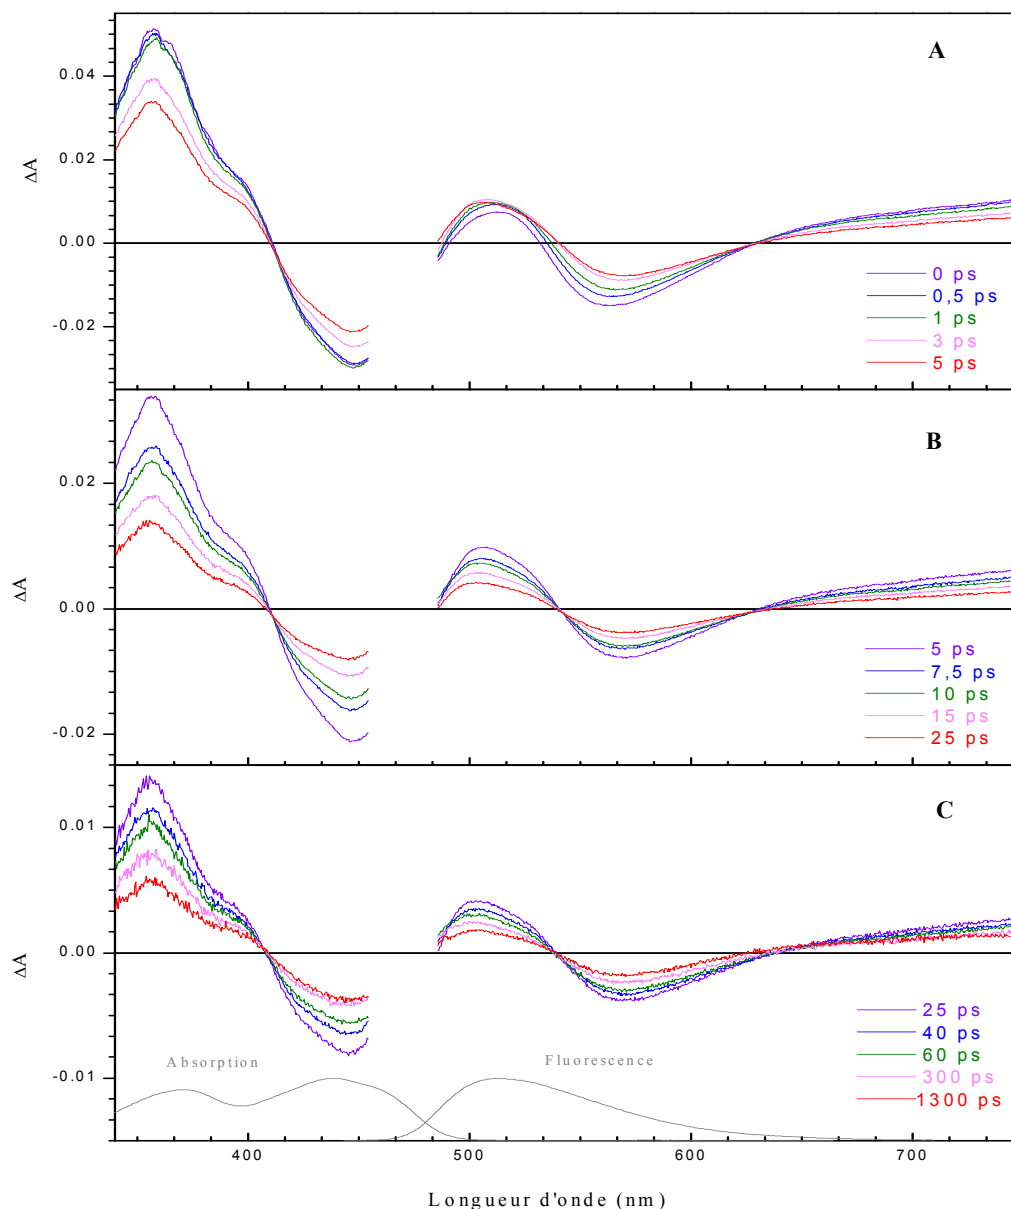 A
0.04
0.02
0.00
-0.02
ΔA
0 ps
0,5 ps
1 ps
3 ps
5 ps
B
0.02
0.00
-0.02
ΔA
5 ps
7,5 ps
10 ps
15 ps
25 ps
C
0.01
0.00
-0.01
ΔA
25 ps
40 ps
60 ps
300 ps
1300 ps
Absorption
Fluorescence
400 500 600 700
Longueur d'onde (nm)